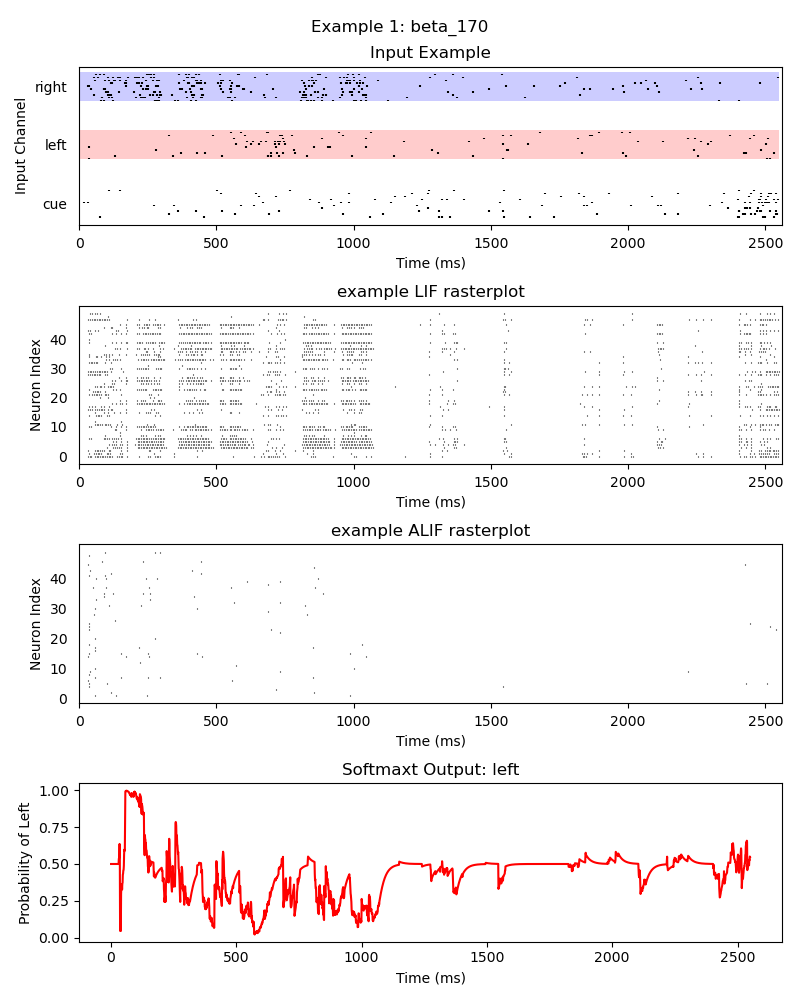 Example 1: beta_170
Input Example
Input Channel
right
left
cue
0 500 1000 1500 2000 2500
Time (ms)
example LIF rasterplot
Neuron Index
40
30
20
10
0
0 500 1000 1500 2000 2500
Time (ms)
example ALIF rasterplot
Neuron Index
40
30
20
10
0
0 500 1000 1500 2000 2500
Time (ms)
Softmaxt Output: left
Probability of Left
1.00
0.75
0.50
0.25
0.00
0 500 1000 1500 2000 2500
Time (ms)